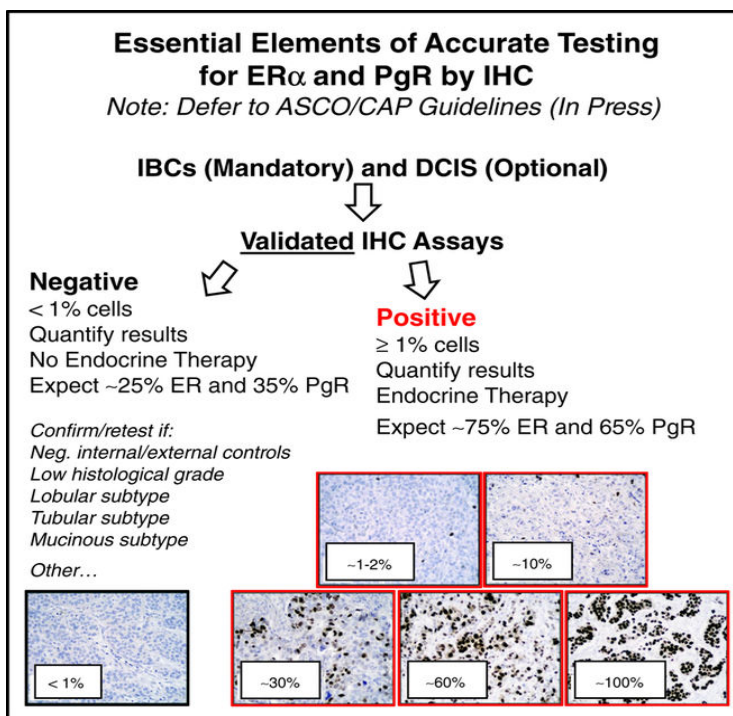 Essential Elements of Accurate Testing
for ERα and PgR by IHC
Note: Defer to ASCO/CAP Guidelines (In Press)
IBCs (Mandatory) and DCIS (Optional)
Validated IHC Assays
Negative
< 1% cells
Quantify results
No Endocrine Therapy
Expect ~25% ER and 35% PgR
Confirm/retest if:
Neg. internal/external controls
Low histological grade
Lobular subtype
Tubular subtype
Mucinous subtype
Other…
Positive
≥ 1% cells
Quantify results
Endocrine Therapy
Expect ~75% ER and 65% PgR
~1-2%
~10%
< 1%
~30%
~60%
~100%